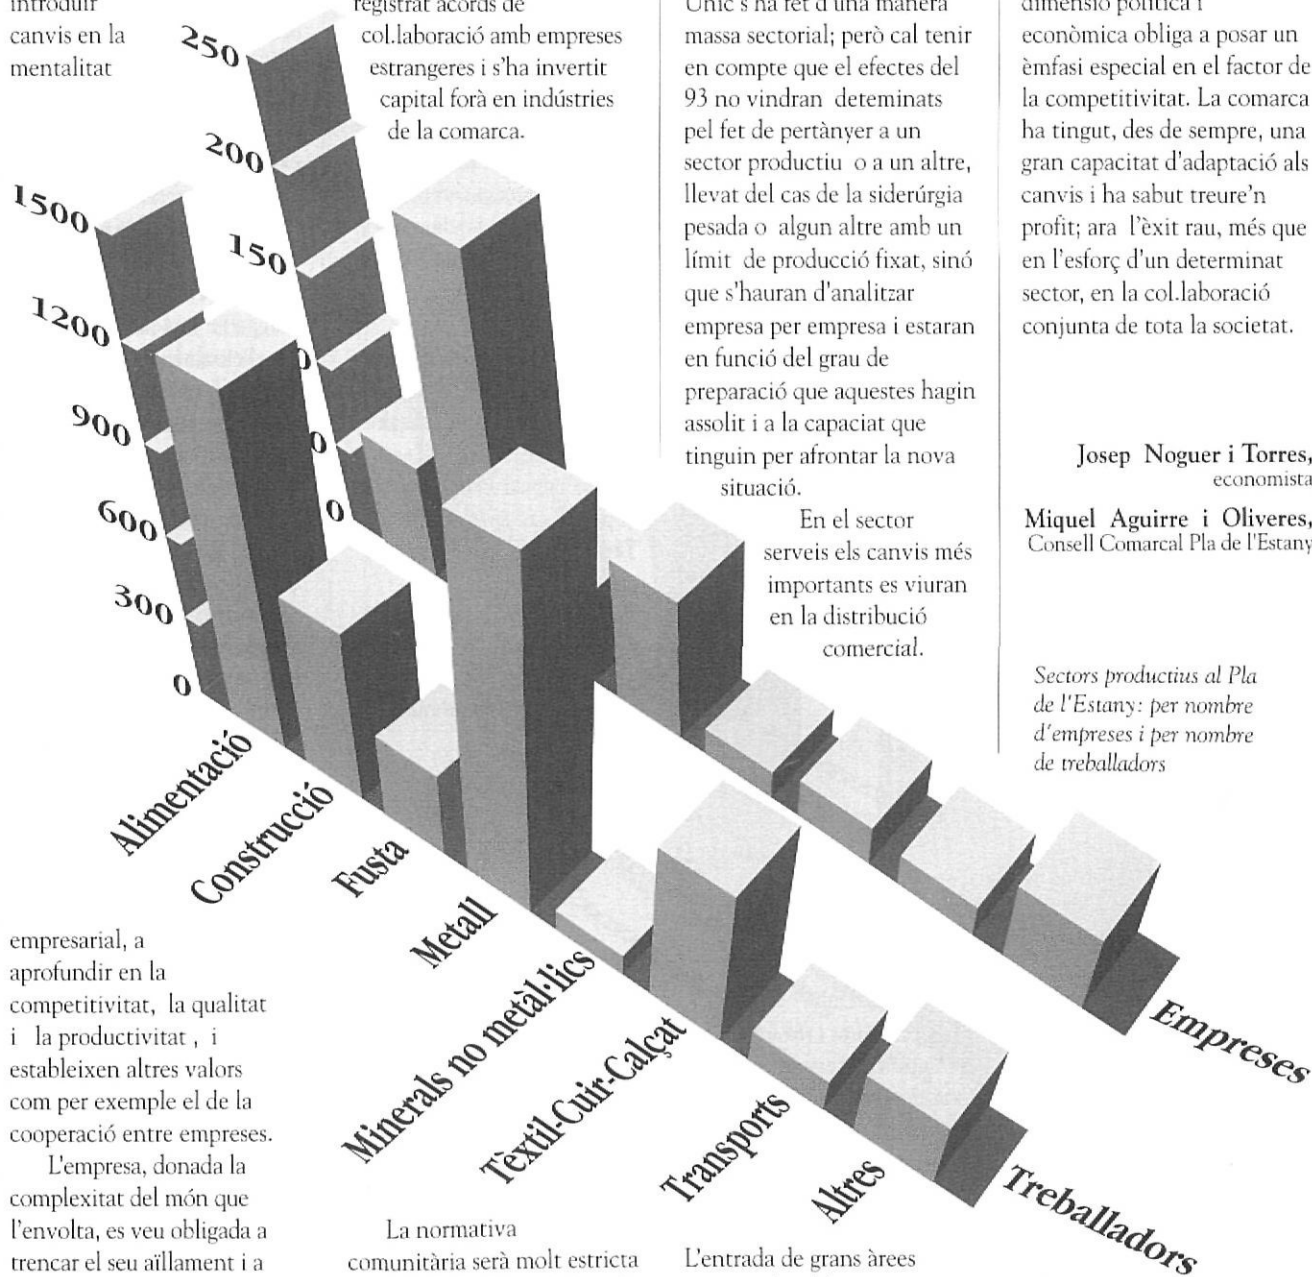 introduir
canvis en la
mentalitat
empresarial, a
aprofundir en la
competitivitat, la qualitat
i la productivitat , i
estableixen altres valors
com per exemple el de la
cooperació entre empreses.
L'empresa, donada la
complexitat del món que
l'envolta, es veu obligada a
trencar el seu aïllament i a
registrat acords de
col.laboració amb empreses
estrangeres i s'ha invertit
capital forà en indústries
de la comarca.
La normativa
comunitària serà molt estricta
Únic s'ha fet d'una manera
massa sectorial; però cal tenir
en compte que el efectes del
93 no vindran deteminats
pel fet de pertànyer a un
sector productiu o a un altre,
llevat del cas de la siderúrgia
pesada o algun altre amb un
límit de producció fixat, sinó
que s'hauran d'analitzar
empresa per empresa i estaran
en funció del grau de
preparació que aquestes hagin
assolit i a la capaciat que
tinguin per afrontar la nova
situació.
En el sector
serveis els canvis més
importants es viuran
en la distribució
comercial.
L'entrada de grans àrees
dimensió política i
econòmica obliga a posar un
èmfasi especial en el factor de
la competitivitat. La comarca
ha tingut, des de sempre, una
gran capacitat d'adaptació als
canvis i ha sabut treure'n
profit; ara l'èxit rau, més que
en l'esforç d'un determinat
sector, en la col.laboració
conjunta de tota la societat.
Josep Noguer i Torres,
economista
Miquel Aguirre i Oliveres,
Consell Comarcal Pla de l'Estany
Sectors productius al Pla
de l'Estany: per nombre
d'empreses i per nombre
de treballadors
250
200
150
0
0
0
1500
1200
900
600
300
0
Alimentació
Construcció
Fusta
Metall
Minerals no metàl·lics
Tèxtil-Cuir-Calçat
Transports
Altres
Empreses
Treballadors